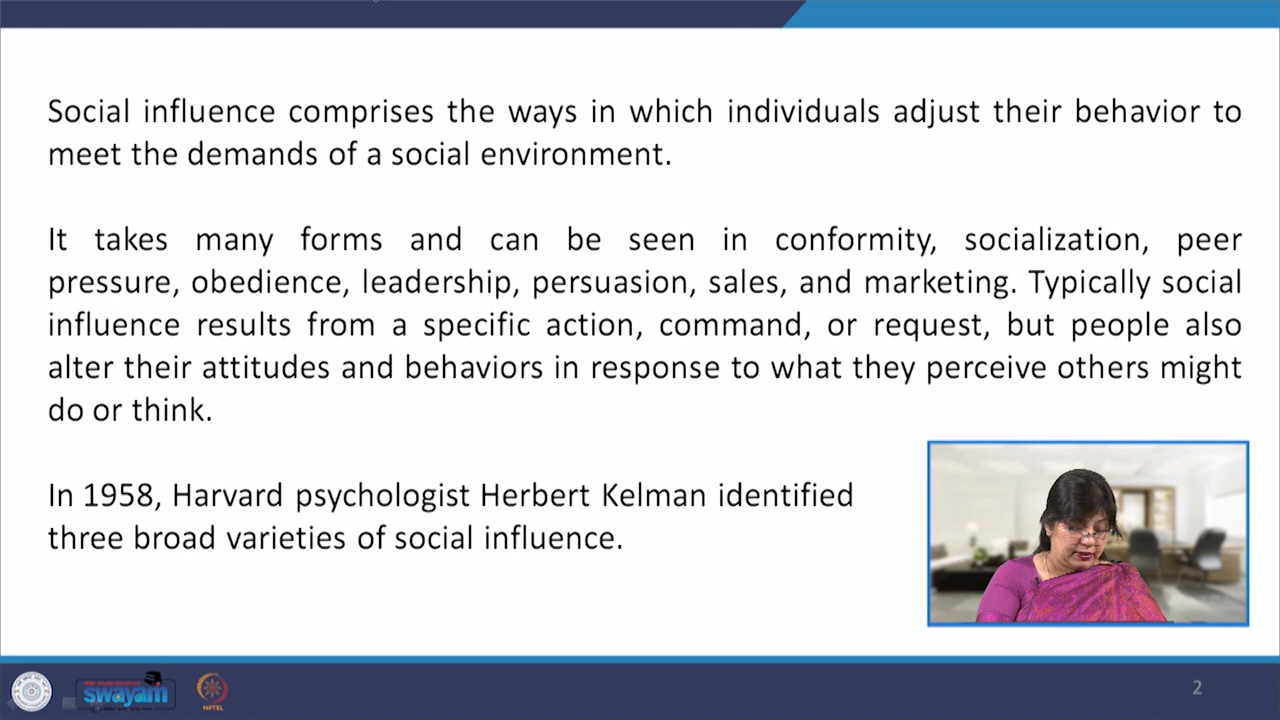 Social influence comprises the ways in which individuals adjust their behavior to
meet the demands of a social environment.
It takes many forms and can be seen in conformity, socialization, peer
pressure, obedience, leadership, persuasion, sales, and marketing. Typically social
influence results from a specific action, command, or request, but people also
alter their attitudes and behaviors in response to what they perceive others might
do or think.
In 1958, Harvard psychologist Herbert Kelman identified
three broad varieties of social influence.
swayam
NPTEL
2